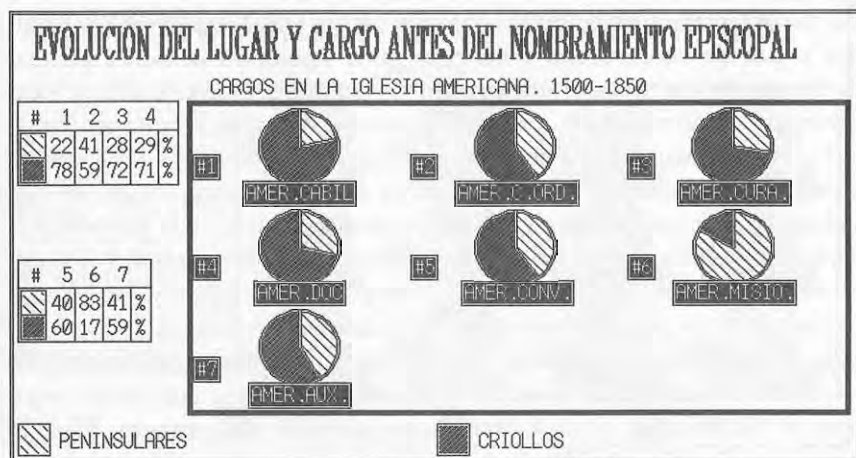 EVOLUCION DEL LUGAR Y CARGO ANTES DEL NOMBRAMIENTO EPISCOPAL
CARGOS EN LA IGLESIA AMERICANA. 1500-1850
# 1 2 3 4
22 41 28 29 %
78 59 72 71 %
# 5 6 7
40 83 41 %
60 17 59 %
#1 #2 #3
AMER.CABIL AMER.C.ORD. AMER.CURA.
#4 #5 #6
AMER.DOC AMER.CONV. AMER.MISIO.
#7
AMER.AUX.
PENINSULARES CRIOLLOS